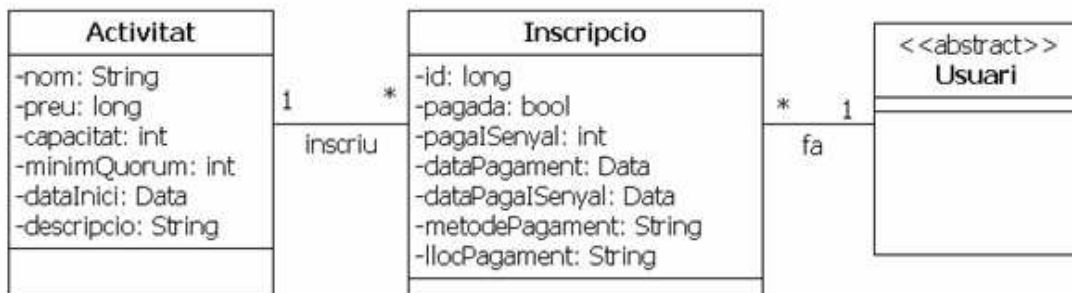 Activitat
-nom: String
-preu: long
-capacitat: int
-minimQuorum: int
-dataInici: Data
-descripcio: String
1
*
inscriu
Inscripcio
-id: long
-pagada: bool
-pagaISenyal: int
-dataPagament: Data
-dataPagaISenyal: Data
-metodePagament: String
-llocPagament: String
*
1
fa
<<abstract>>
Usuari